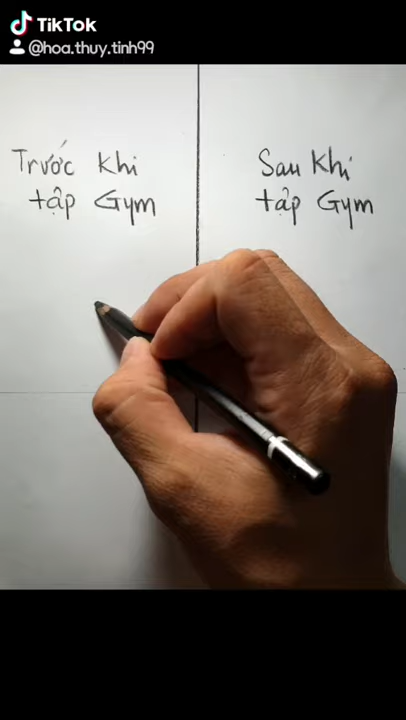 TikTok
@hoa.thuy.tinh99
Trước Khi
tập Gym
Sau Khi
tập Gym